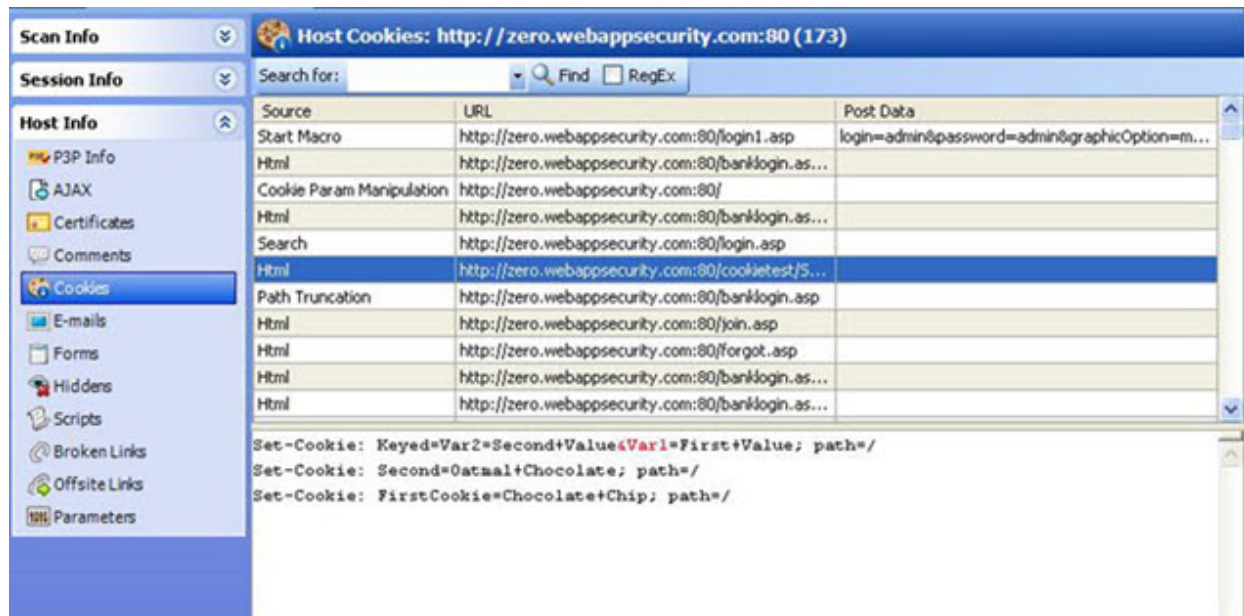 Scan Info
Session Info
Host Info
P3P Info
AJAX
Certificates
Comments
Cookies
E-mails
Forms
Hiddens
Scripts
Broken Links
Offsite Links
Parameters
Host Cookies: http://zero.webappsecurity.com:80 (173)
Search for: Find RegEx
Source URL Post Data
Start Macro http://zero.webappsecurity.com:80/login1.asp login=admin&password=admin&graphicOption=m...
Html http://zero.webappsecurity.com:80/banklogin.as...
Cookie Param Manipulation http://zero.webappsecurity.com:80/
Html http://zero.webappsecurity.com:80/banklogin.as...
Search http://zero.webappsecurity.com:80/login.asp
Html http://zero.webappsecurity.com:80/cookietest/S...
Path Truncation http://zero.webappsecurity.com:80/banklogin.asp
Html http://zero.webappsecurity.com:80/join.asp
Html http://zero.webappsecurity.com:80/forgot.asp
Html http://zero.webappsecurity.com:80/banklogin.as...
Html http://zero.webappsecurity.com:80/banklogin.as...
Set-Cookie: Keyed=Var2=Second+Value&Var1=First+Value; path=/
Set-Cookie: Second=Oatmal+Chocolate; path=/
Set-Cookie: FirstCookie=Chocolate+Chip; path=/